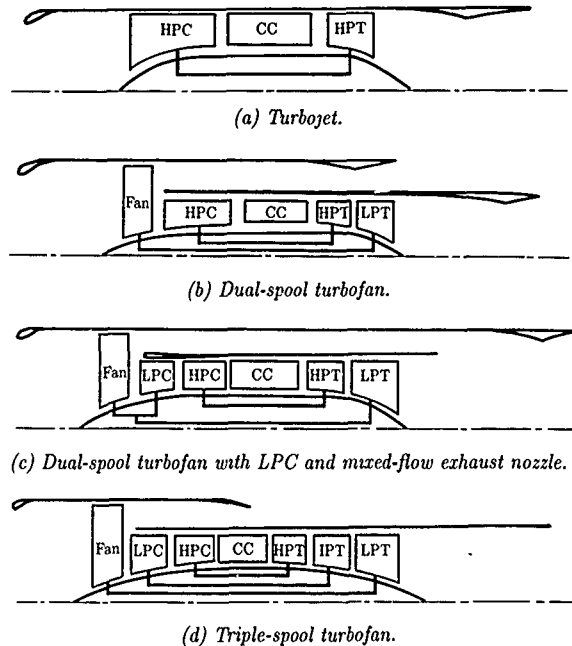 HPC CC HPT
(a) Turbojet.
Fan HPC CC HPT LPT
(b) Dual-spool turbofan.
Fan LPC HPC CC HPT LPT
(c) Dual-spool turbofan with LPC and mixed-flow exhaust nozzle.
Fan LPC HPC CC HPT IPT LPT
(d) Triple-spool turbofan.